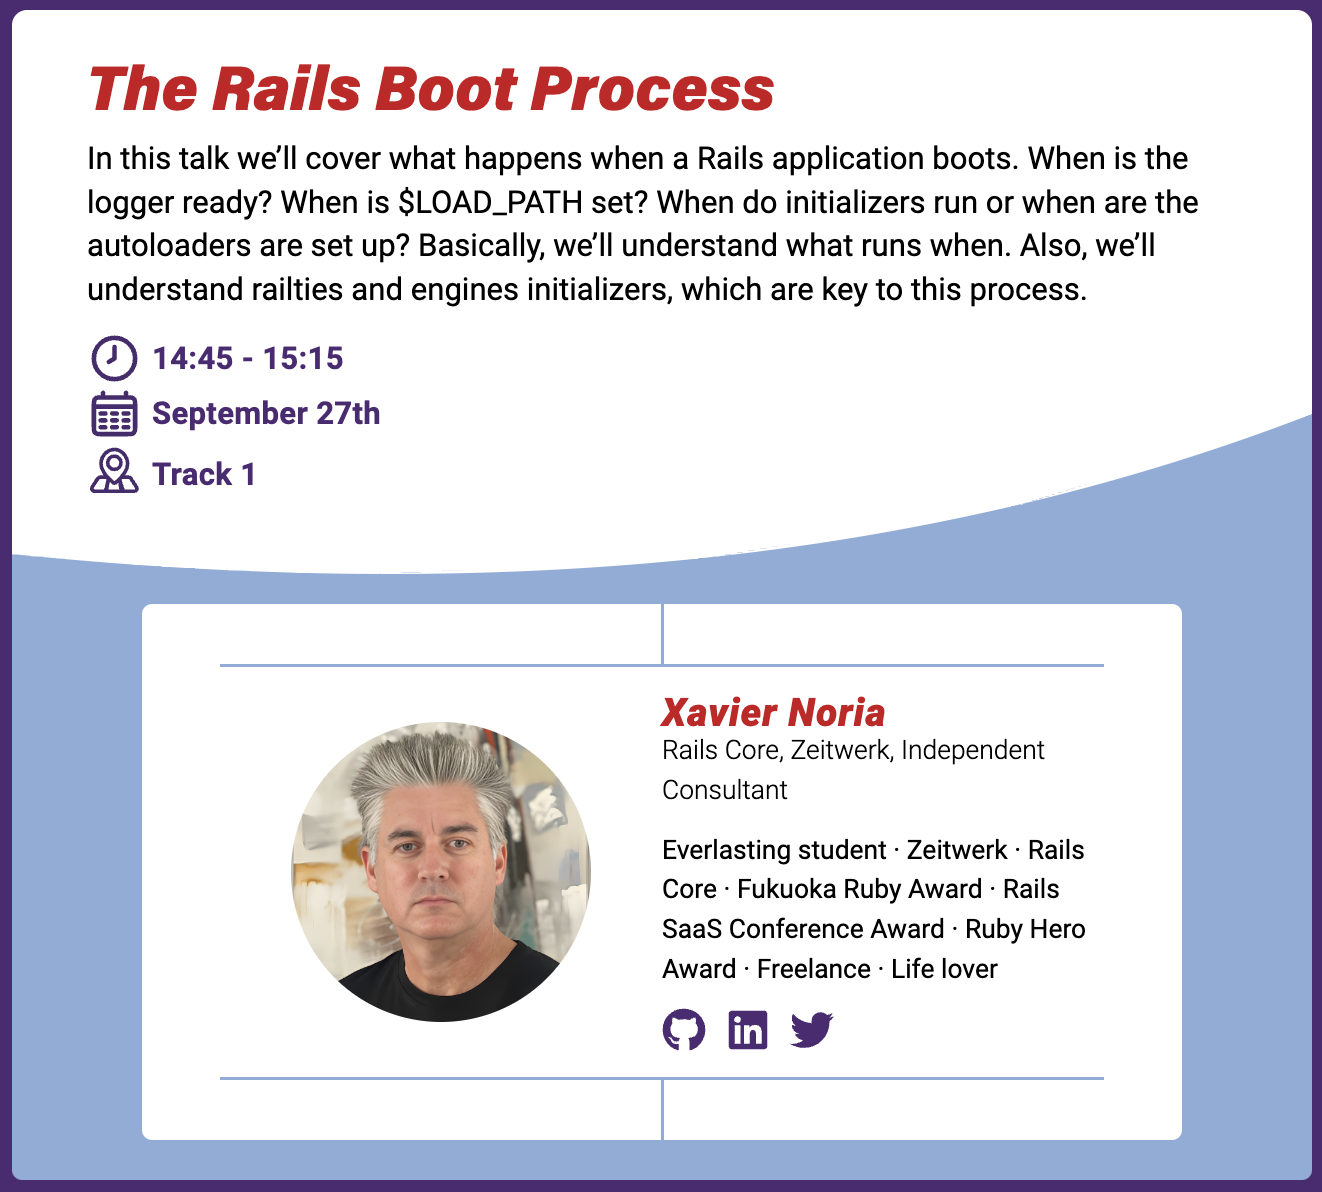 The Rails Boot Process
In this talk we’ll cover what happens when a Rails application boots. When is the
logger ready? When is $LOAD_PATH set? When do initializers run or when are the
autoloaders are set up? Basically, we’ll understand what runs when. Also, we’ll
understand railties and engines initializers, which are key to this process.
14:45 - 15:15
September 27th
Track 1
Xavier Noria
Rails Core, Zeitwerk, Independent
Consultant
Everlasting student · Zeitwerk · Rails
Core · Fukuoka Ruby Award · Rails
SaaS Conference Award · Ruby Hero
Award · Freelance · Life lover
in